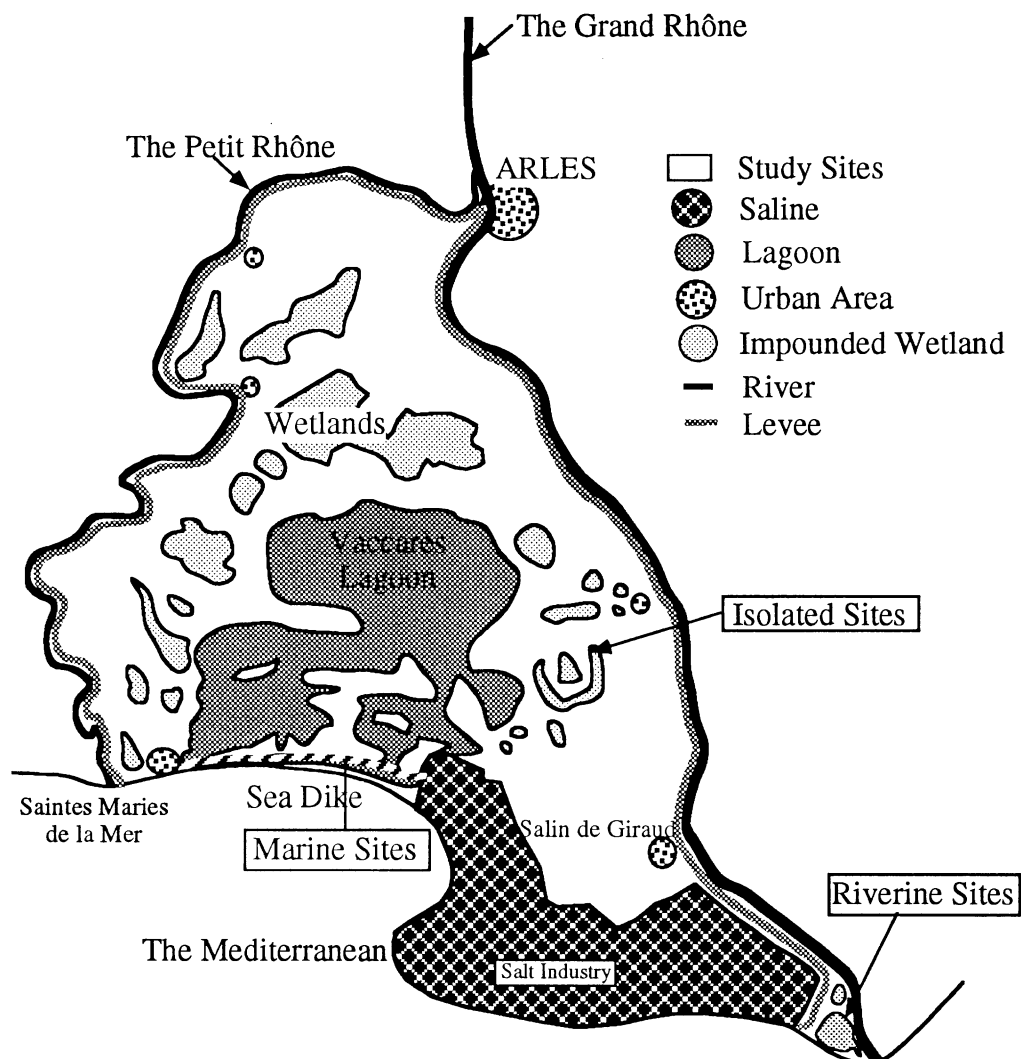 The Grand Rhône
The Petit Rhône
ARLES
Study Sites
Saline
Lagoon
Urban Area
Impounded Wetland
River
Levee
Wetlands
Vaccares
Lagoon
Isolated Sites
Saintes Maries
de la Mer
Sea Dike
Marine Sites
Salin de Giraud
Riverine Sites
The Mediterranean
Salt Industry